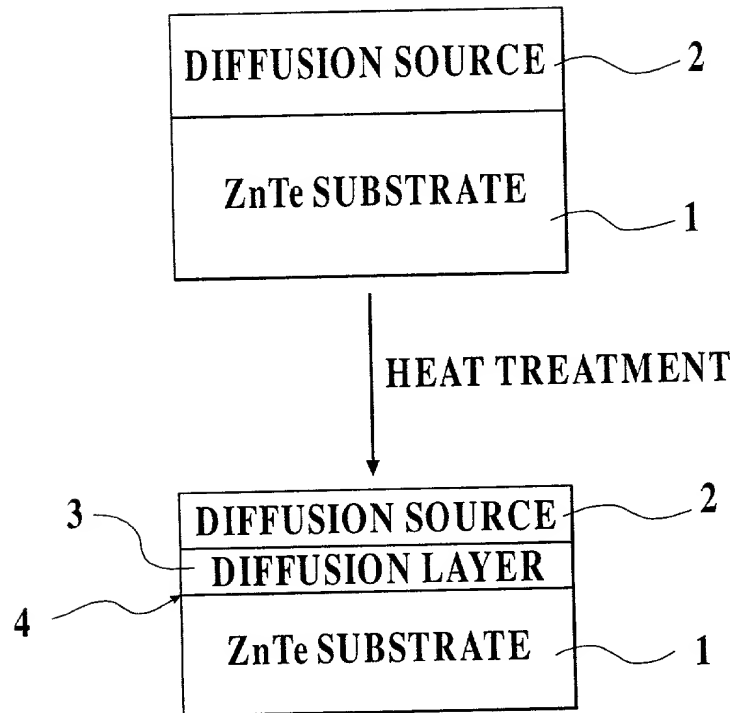 DIFFUSION SOURCE 2
ZnTe SUBSTRATE
1
HEAT TREATMENT
3
DIFFUSION SOURCE 2
DIFFUSION LAYER
4
ZnTe SUBSTRATE 1